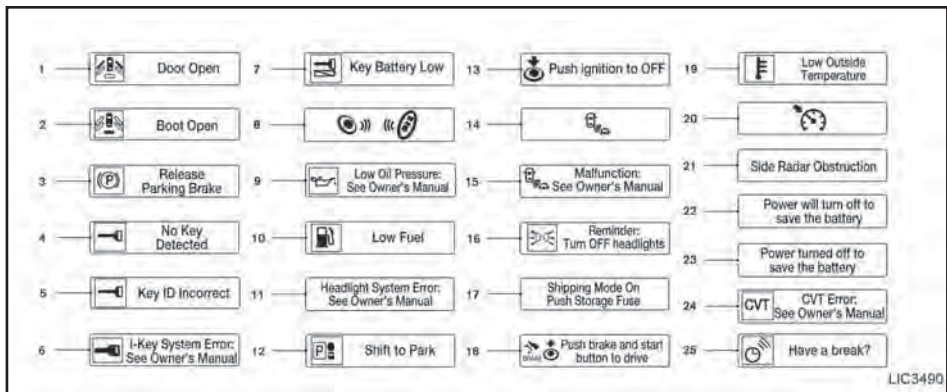 1
Door Open
2
Boot Open
3
Release
Parking Brake
4
No Key
Detected
5
Key ID Incorrect
6
I-Key System Error:
See Owner's Manual
7
Key Battery Low
8
9
Low Oil Pressure:
See Owner's Manual
10
Low Fuel
11
Headlight System Error:
See Owner's Manual
12
P
Shift to Park
13
Push ignition to OFF
14
15
Malfunction:
See Owner's Manual
16
Reminder:
Turn OFF headlights
17
Shipping Mode On
Push Storage Fuse
18
BRAKE
Push brake and start
button to drive
19
Low Outside
Temperature
20
21
Side Radar Obstruction
22
Power will turn off to
save the battery
23
Power turned off to
save the battery
24
CVT
CVT Error:
See Owner's Manual
25
Have a break?
LIC3490